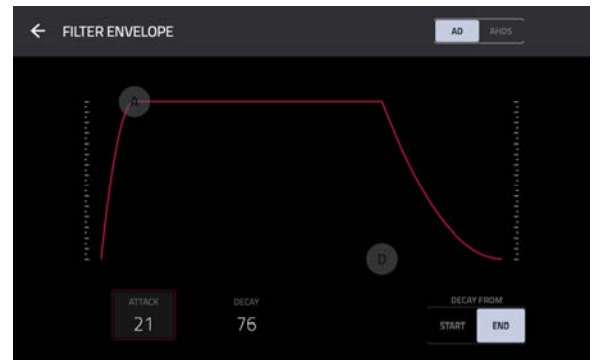 FILTER ENVELOPE
AD AHDS
A
D
ATTACK DECAY DECAY FROM
21 76 START END